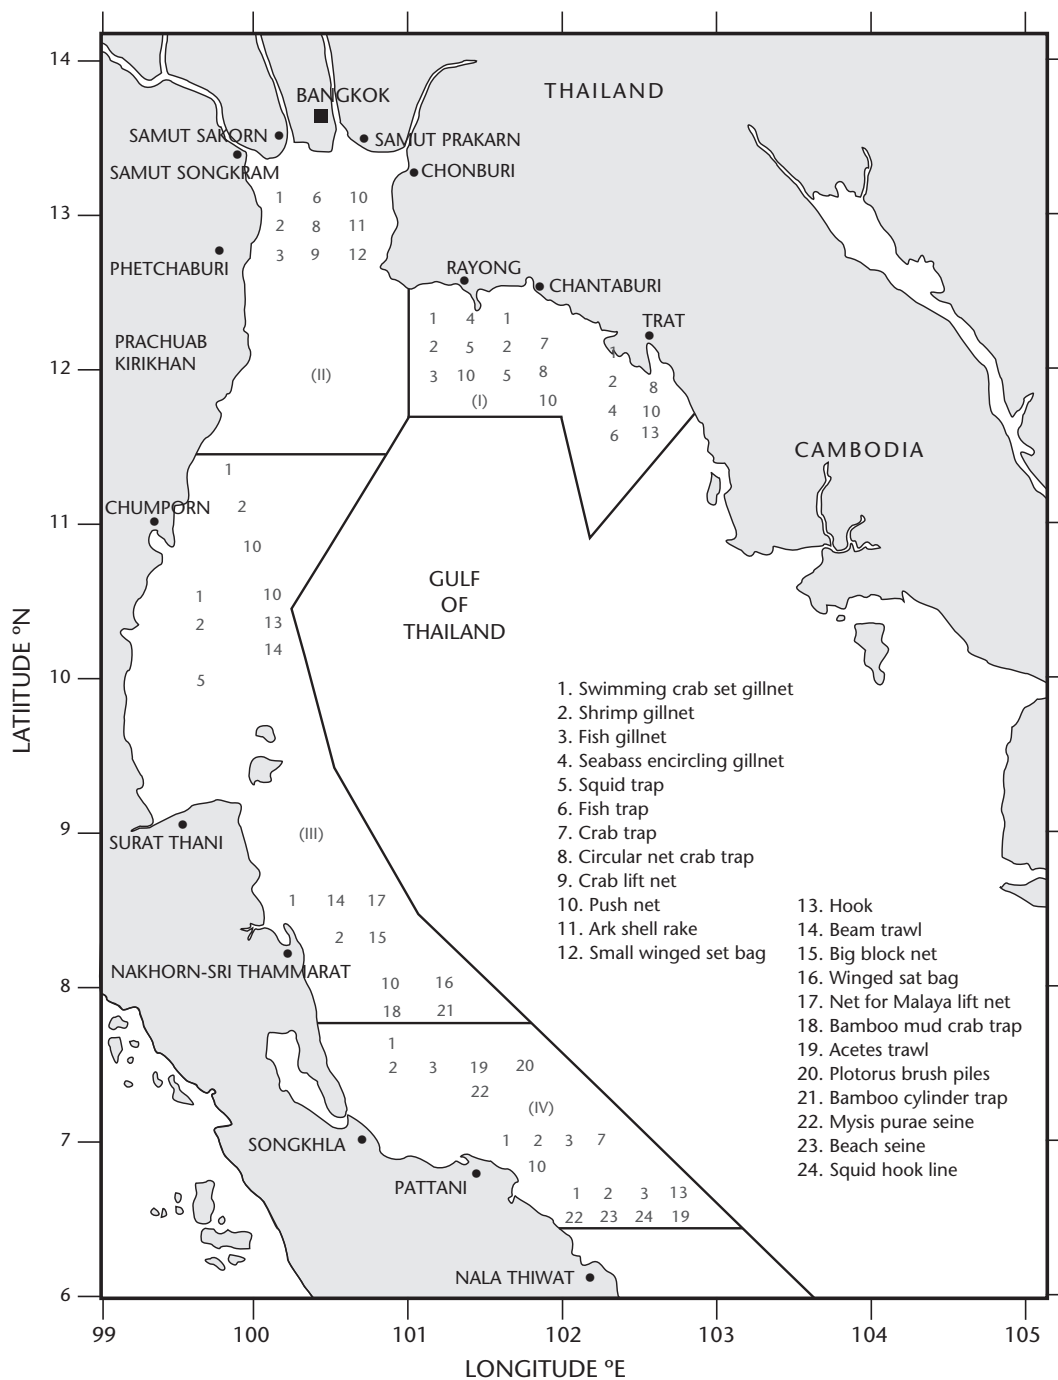 14
THAILAND
BANGKOK
SAMUT SAKORN
SAMUT PRAKARN
SAMUT SONGKRAM
CHONBURI
1 6 10
13
2 8 11
3 9 12
PHETCHABURI
RAYONG
CHANTABURI
1 4 1
TRAT
PRACHUAB
KIRIKHAN
2 5 2 7
1
12
(II)
3 10 5 8
2 8
(I) 10
4 10
6 13
CAMBODIA
1
CHUMPORN
2
11
10
GULF
OF
THAILAND
1 10
2 13
14
10
5
LATIITUDE ºN
1. Swimming crab set gillnet
2. Shrimp gillnet
3. Fish gillnet
4. Seabass encircling gillnet
5. Squid trap
6. Fish trap
7. Crab trap
8. Circular net crab trap
9. Crab lift net
10. Push net
11. Ark shell rake
12. Small winged set bag
13. Hook
14. Beam trawl
15. Big block net
16. Winged sat bag
17. Net for Malaya lift net
18. Bamboo mud crab trap
19. Acetes trawl
20. Plotorus brush piles
21. Bamboo cylinder trap
22. Mysis purae seine
23. Beach seine
24. Squid hook line
9
SURAT THANI
(III)
1 14 17
2 15
NAKHORN-SRI THAMMARAT
8
10 16
18 21
1
2 3 19 20
22
(IV)
7
SONGKHLA
1 2 3 7
10
PATTANI
1 2 3 13
22 23 24 19
NALA THIWAT
6
99 100 101 102 103 104 105
LONGITUDE ºE